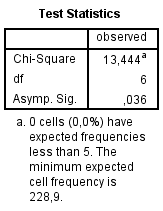 Test Statistics
observed
Chi-Square 13,444a
df 6
Asymp. Sig. ,036
a. 0 cells (0,0%) have
expected frequencies
less than 5. The
minimum expected
cell frequency is
228,9.